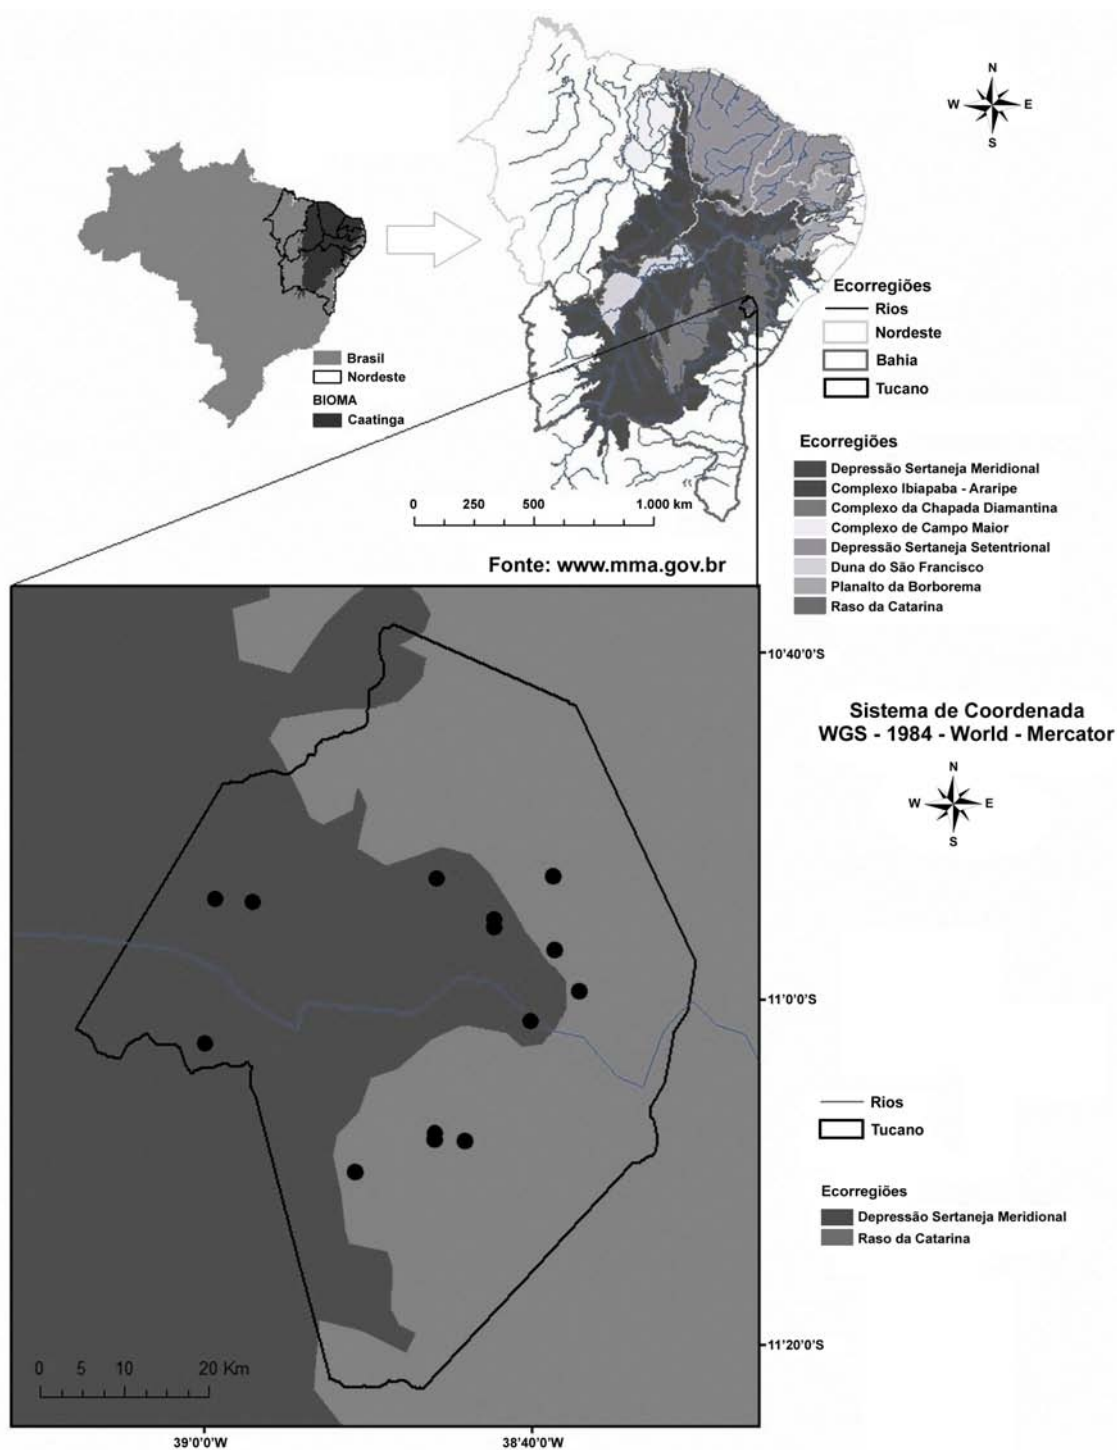 N
W E
S
Brasil
Nordeste
BIOMA
Caatinga
Ecorregiões
Rios
Nordeste
Bahia
Tucano
Ecorregiões
Depressão Sertaneja Meridional
Complexo Ibiapaba - Araripe
Complexo da Chapada Diamantina
Complexo de Campo Maior
Depressão Sertaneja Setentrional
Duna do São Francisco
Planalto da Borborema
Raso da Catarina
0 250 500 1.000 km
Fonte: www.mma.gov.br
10°40'0"S
Sistema de Coordenada
WGS - 1984 - World - Mercator
N
W E
S
11°0'0"S
Rios
Tucano
Ecorregiões
Depressão Sertaneja Meridional
Raso da Catarina
11°20'0"S
0 5 10 20 Km
39°0'0"W 38°40'0"W